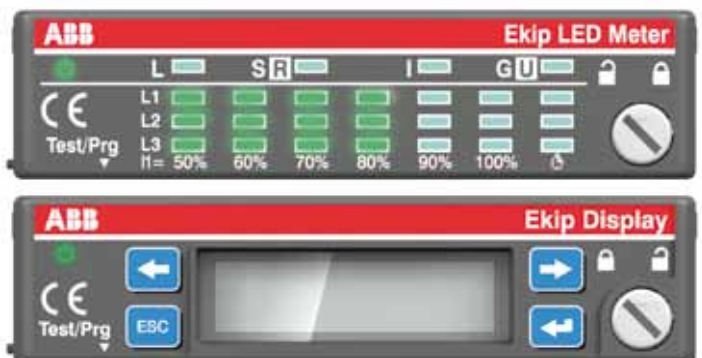 ABB Ekip LED Meter
L S R I G U
CE L1
L2
Test/Prg L3
I1= 50% 60% 70% 80% 90% 100%
ABB Ekip Display
CE
Test/Prg ESC